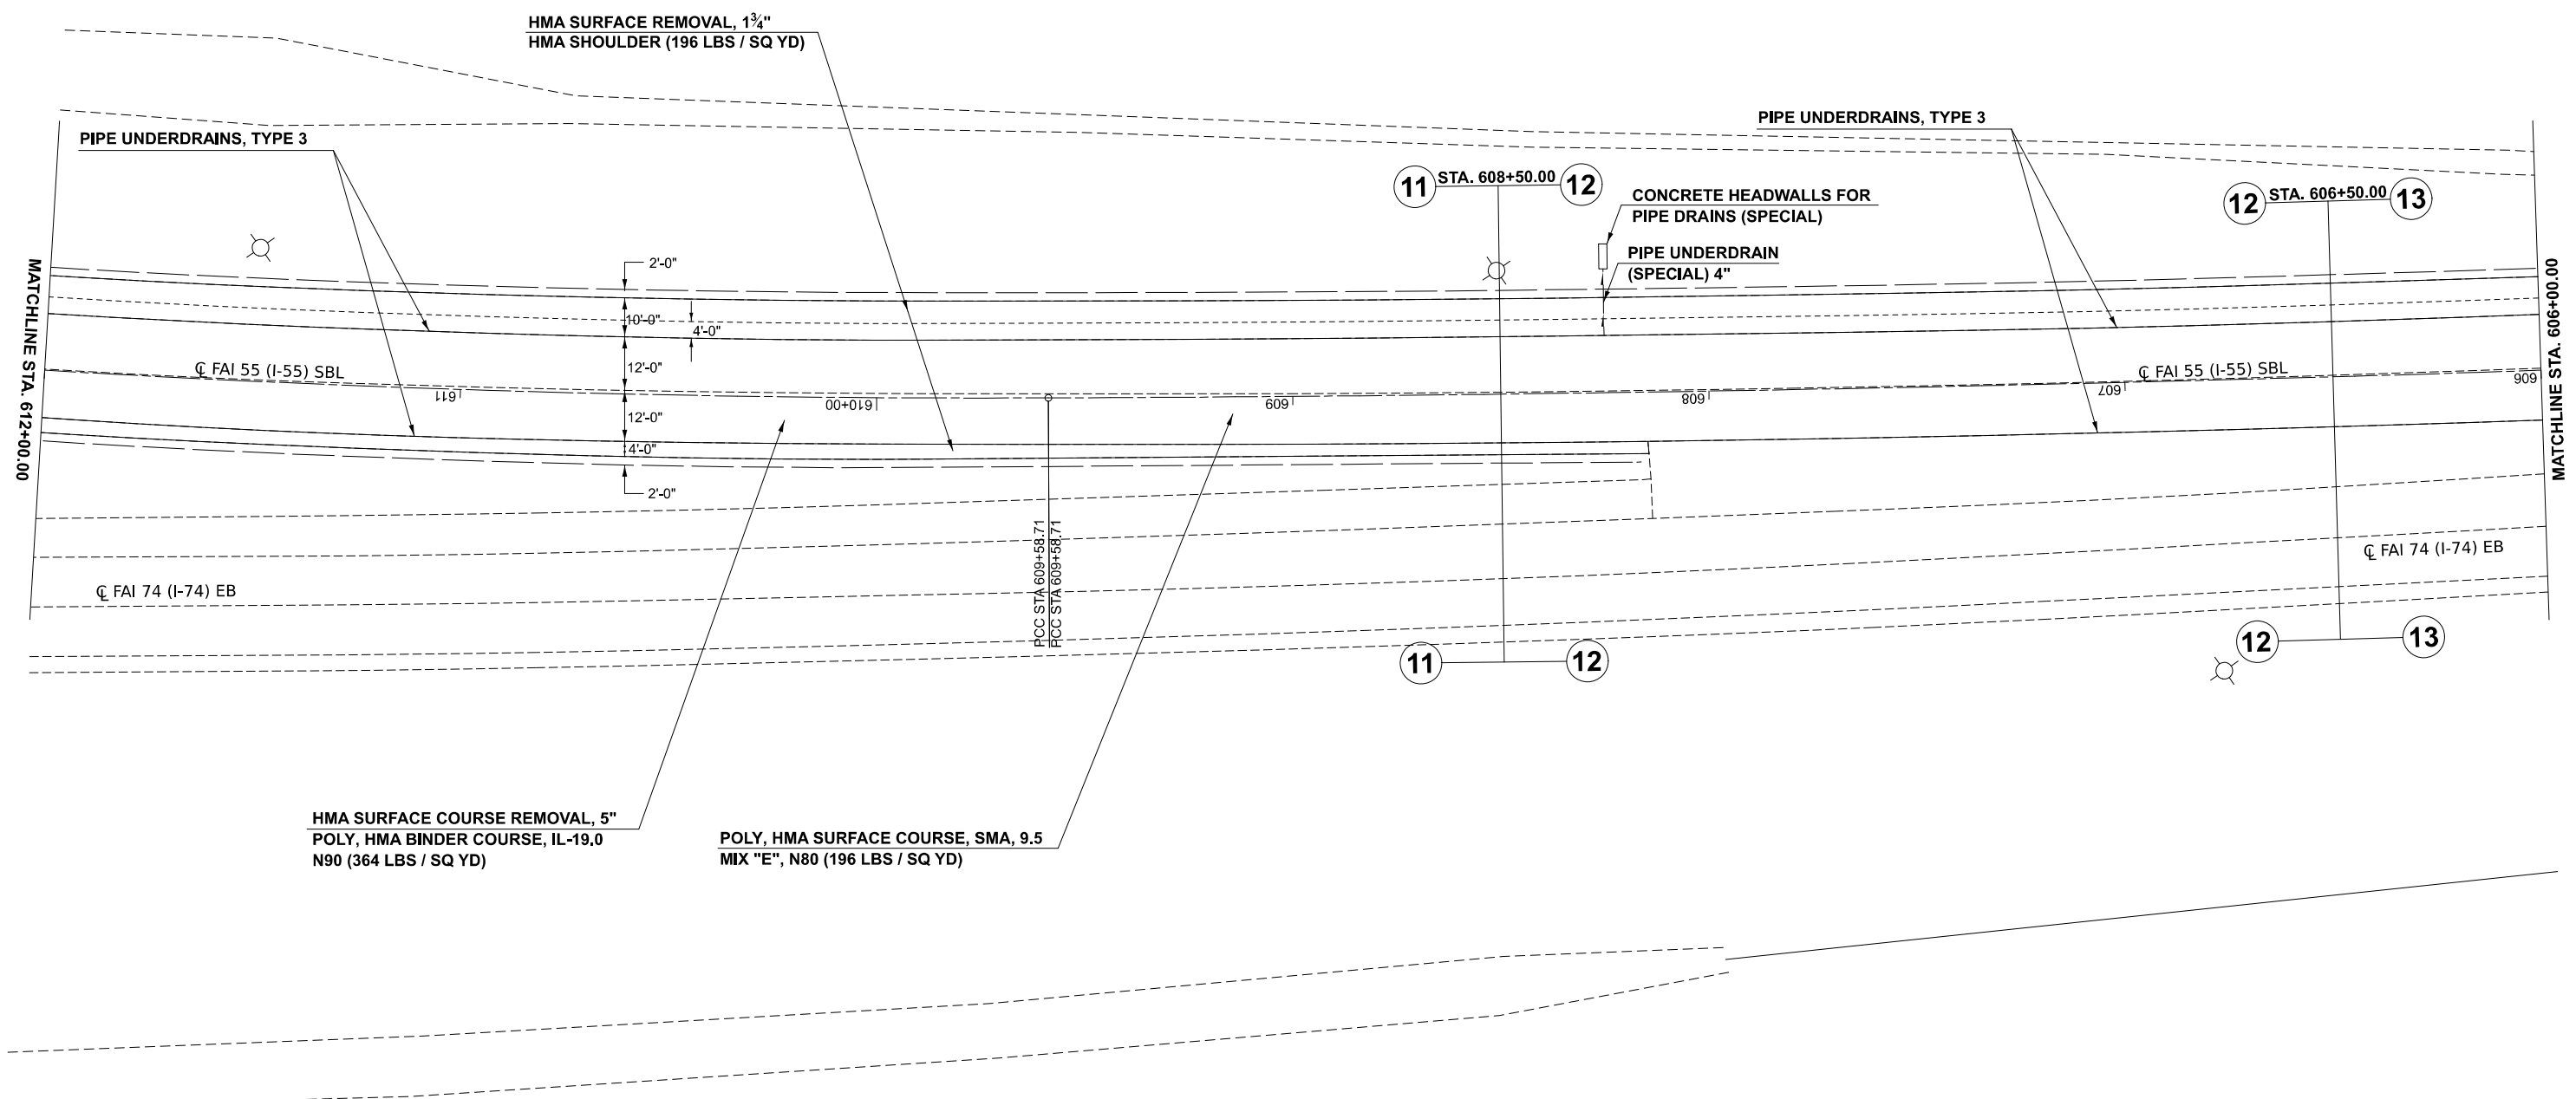 HMA SURFACE REMOVAL, 1¾"
HMA SHOULDER (196 LBS / SQ YD)
PIPE UNDERDRAINS, TYPE 3
PIPE UNDERDRAINS, TYPE 3
11 STA. 608+50.00 12
CONCRETE HEADWALLS FOR
PIPE DRAINS (SPECIAL)
12 STA. 606+50.00 13
PIPE UNDERDRAIN
(SPECIAL) 4"
MATCHLINE STA. 612+00.00
MATCHLINE STA. 606+00.00
2'-0"
10'-0"
4'-0"
12'-0"
12'-0"
4'-0"
2'-0"
℄ FAI 55 (I-55) SBL
℄ FAI 55 (I-55) SBL
611
610+00
609
608
607
606
PCC STA 609+58.71
PCC STA 609+58.71
℄ FAI 74 (I-74) EB
℄ FAI 74 (I-74) EB
11 12
12 13
HMA SURFACE COURSE REMOVAL, 5"
POLY, HMA BINDER COURSE, IL-19.0
N90 (364 LBS / SQ YD)
POLY, HMA SURFACE COURSE, SMA, 9.5
MIX "E", N80 (196 LBS / SQ YD)